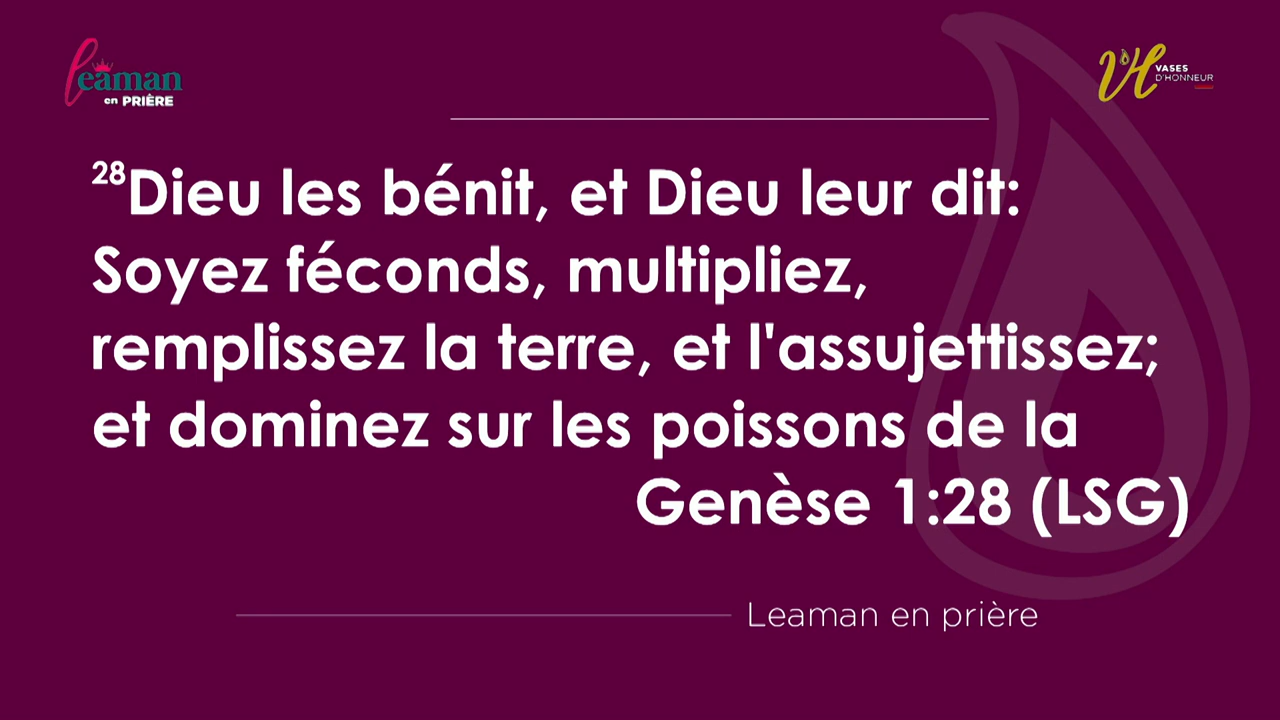 Leaman
en PRIÈRE
VH VASES
D'HONNEUR
28Dieu les bénit, et Dieu leur dit:
Soyez féconds, multipliez,
remplissez la terre, et l'assujettissez;
et dominez sur les poissons de la
Genèse 1:28 (LSG)
Leaman en prière